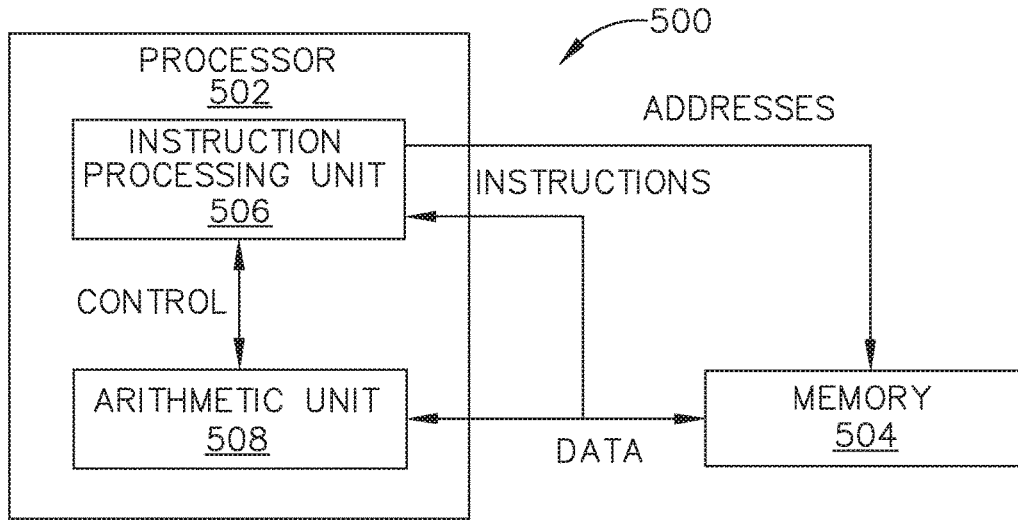 500
PROCESSOR
502
ADDRESSES
INSTRUCTION
PROCESSING UNIT
506
INSTRUCTIONS
CONTROL
ARITHMETIC UNIT
508
DATA
MEMORY
504